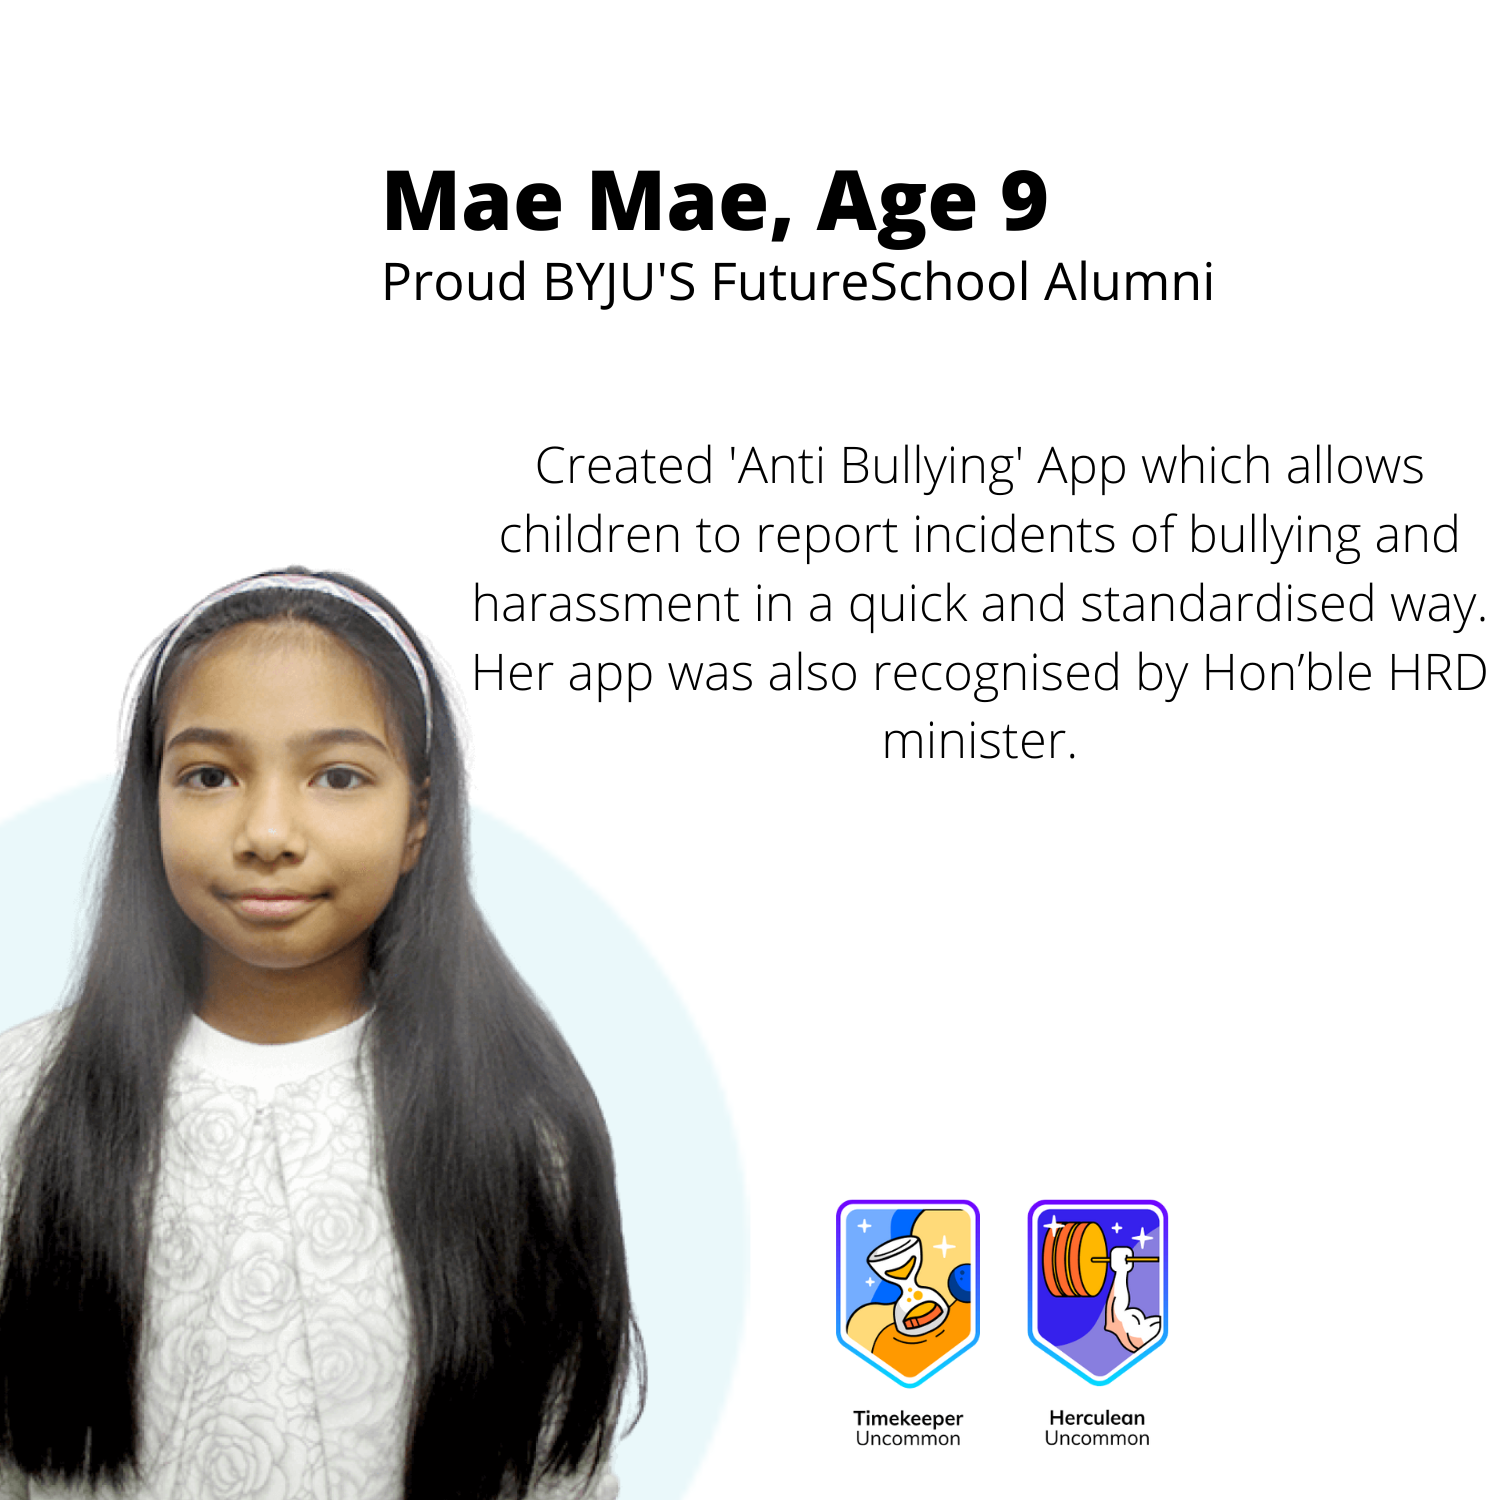 Mae Mae, Age 9
Proud BYJU'S FutureSchool Alumni
Created 'Anti Bullying' App which allows
children to report incidents of bullying and
harassment in a quick and standardised way.
Her app was also recognised by Hon’ble HRD
minister.
Timekeeper
Uncommon
Herculean
Uncommon